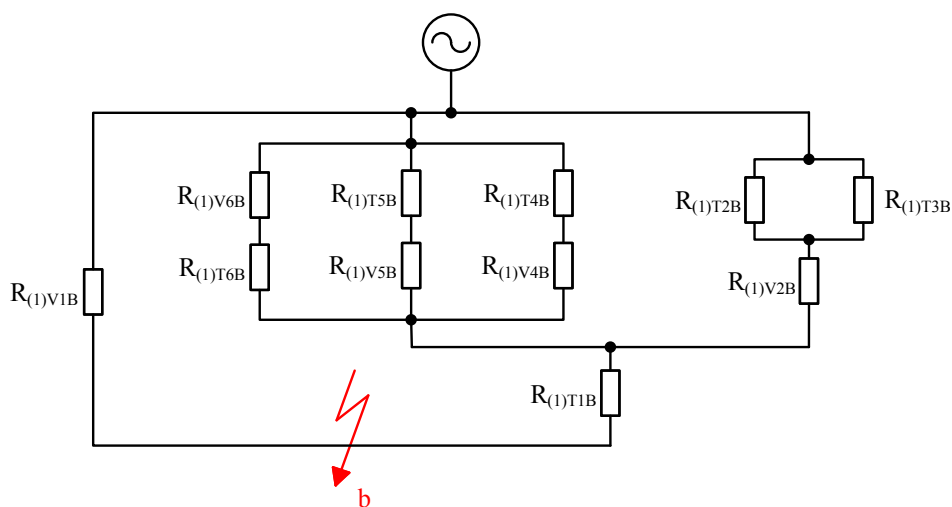 R(1)V6B
R(1)T5B
R(1)T4B
R(1)T2B
R(1)T3B
R(1)T6B
R(1)V5B
R(1)V4B
R(1)V2B
R(1)V1B
R(1)T1B
b